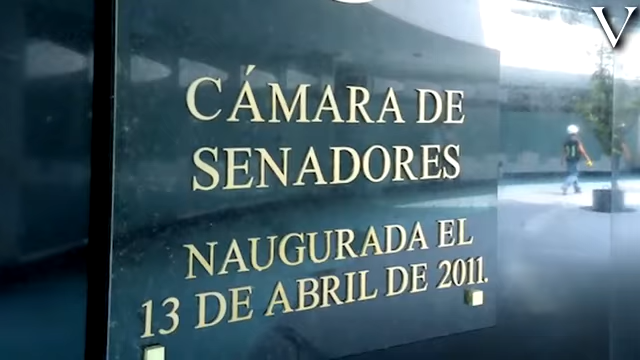 V
CÁMARA DE
SENADORES
NAUGURADA EL
13 DE ABRIL DE 2011.